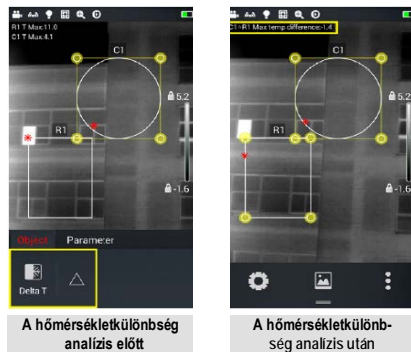 R1 T Max:11.0
C1 T Max:4.1
C1
R1
5.2
-1.6
Object Parameter
Delta T
A hőmérsékletkülönbség
analízis előtt
C1~R1 Max temp difference:-1.4
C1
R1
5.2
-1.6
A hőmérsékletkülönb-
ség analízis után